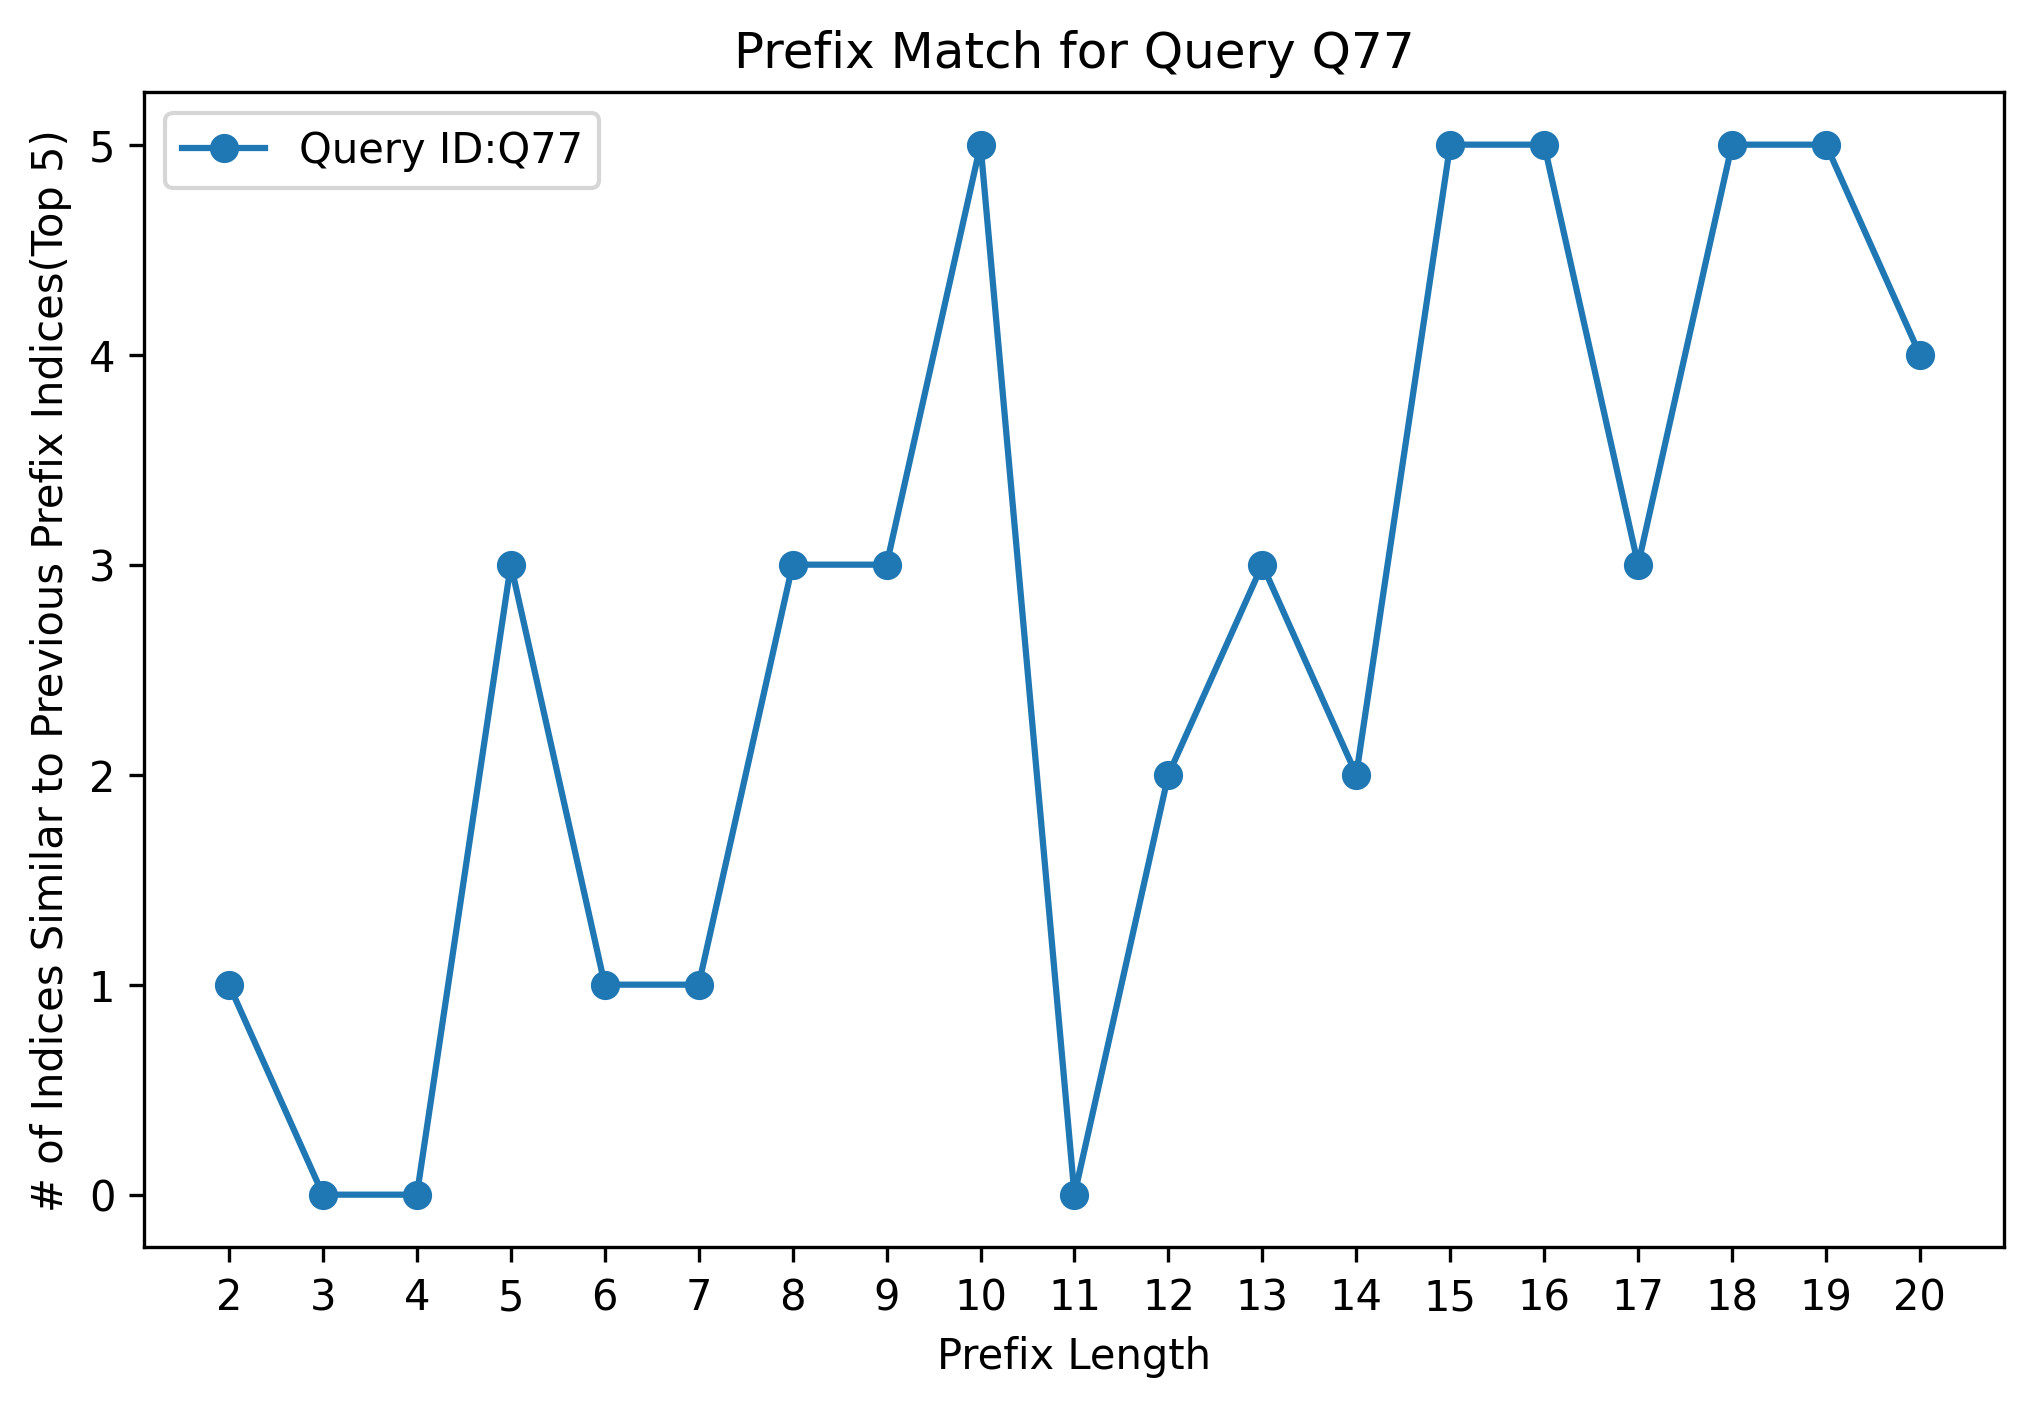 Prefix Match for Query Q77
Query ID:Q77
# of Indices Similar to Previous Prefix Indices(Top 5)
5
4
3
2
1
0
2 3 4 5 6 7 8 9 10 11 12 13 14 15 16 17 18 19 20
Prefix Length